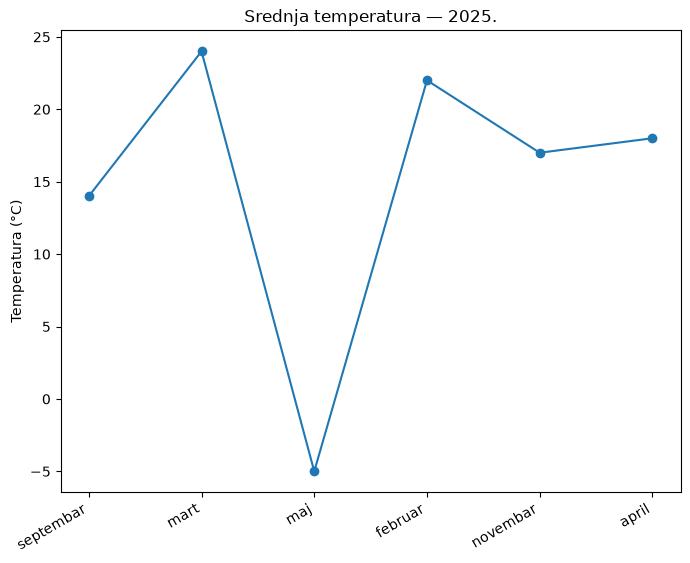 Srednja temperatura — 2025.
Temperatura (°C)
25
20
15
10
5
0
−5
septembar
mart
maj
februar
novembar
april